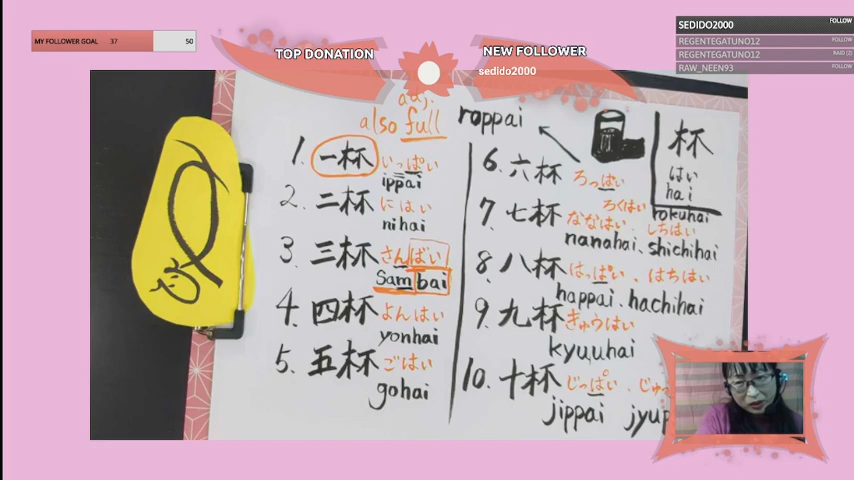 MY FOLLOWER GOAL 37 50
TOP DONATION
NEW FOLLOWER
sedido2000
SEDIDO2000 FOLLOW
REGENTEGATUNO12 FOLLOW
REGENTEGATUNO12 RAID (2)
RAW_NEEN93 FOLLOW
adj.
also full
1. 一杯 いっぱい
ippai
2. 二杯 にはい
nihai
3. 三杯 さんばい
Sambai
4. 四杯 よんはい
yonhai
5. 五杯 ごはい
gohai
roppai
杯
はい
hai
6. 六杯 ろっぱい
ろくはい
rokuhai
7. 七杯 ななはい、しちはい
nanahai、shichihai
8. 八杯 はっぱい、はちはい
happai、hachihai
9. 九杯 きゅうはい
kyuuhai
10. 十杯 じっぱい、じゅっ
jippai jyup